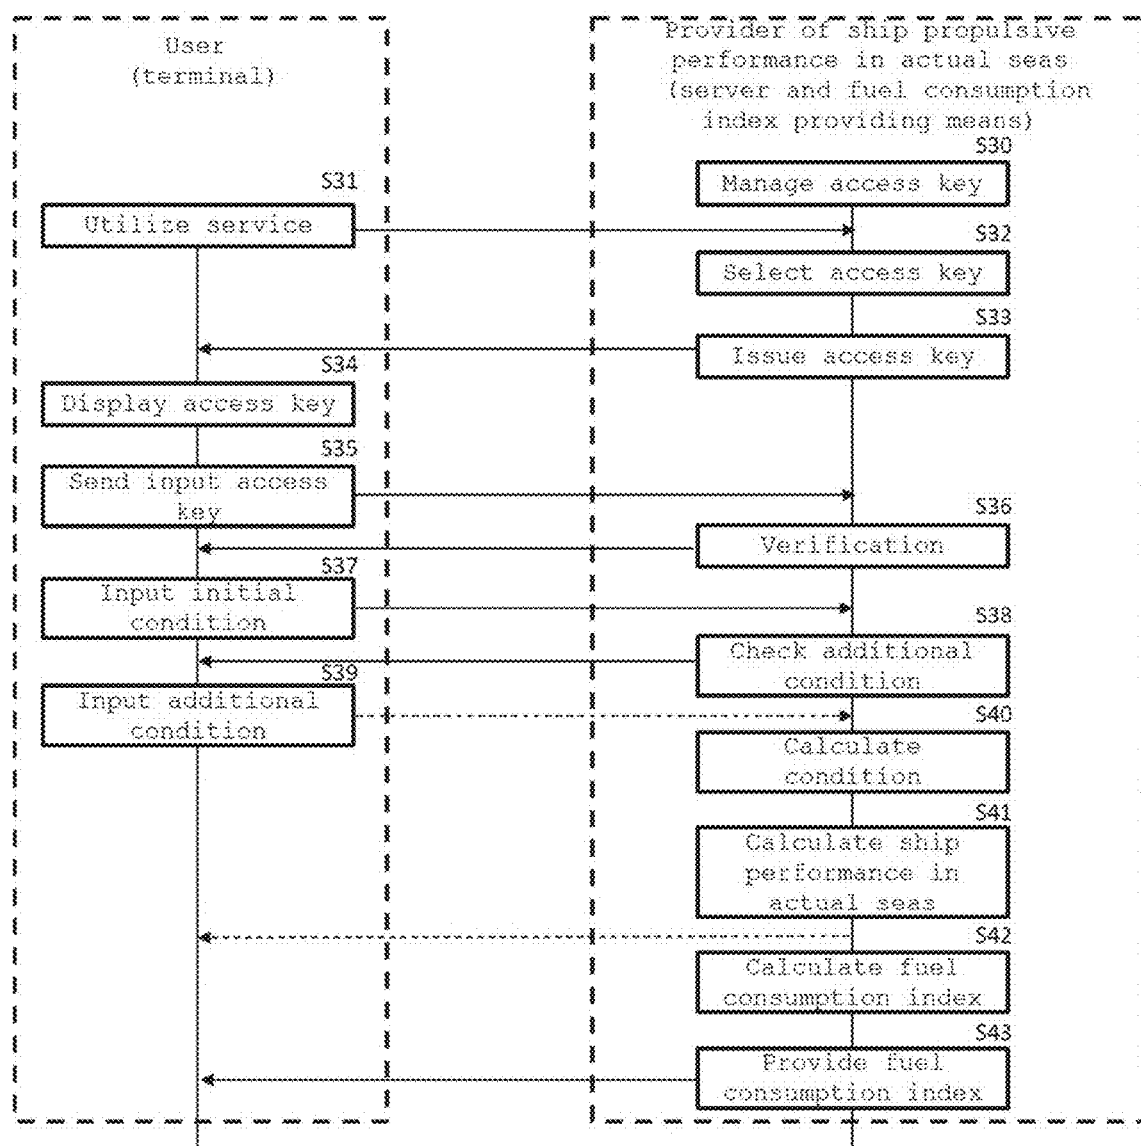 User
(terminal)
Provider of ship propulsive
performance in actual seas
(server and fuel consumption
index providing means)
S30
Manage access key
S31
Utilize service
S32
Select access key
S33
Issue access key
S34
Display access key
S35
Send input access
key
S36
Verification
S37
Input initial
condition
S38
Check additional
condition
S39
Input additional
condition
S40
Calculate
condition
S41
Calculate ship
performance in
actual seas
S42
Calculate fuel
consumption index
S43
Provide fuel
consumption index